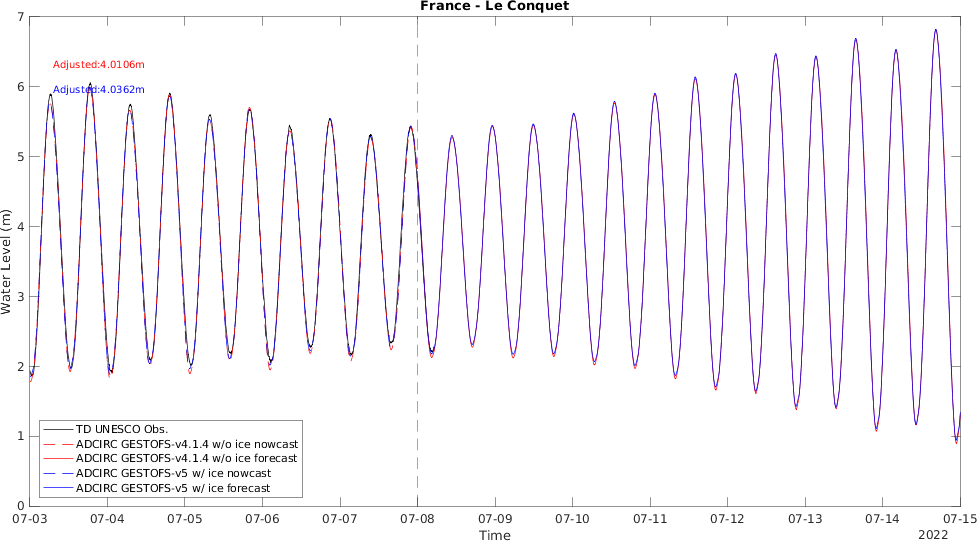 France - Le Conquet
7
6
5
4
3
2
1
0
Water Level (m)
Adjusted:4.0106m
Adjusted:4.0362m
TD UNESCO Obs.
ADCIRC GESTOFS-v4.1.4 w/o ice nowcast
ADCIRC GESTOFS-v4.1.4 w/o ice forecast
ADCIRC GESTOFS-v5 w/ ice nowcast
ADCIRC GESTOFS-v5 w/ ice forecast
07-03 07-04 07-05 07-06 07-07 07-08 07-09 07-10 07-11 07-12 07-13 07-14 07-15
Time
2022